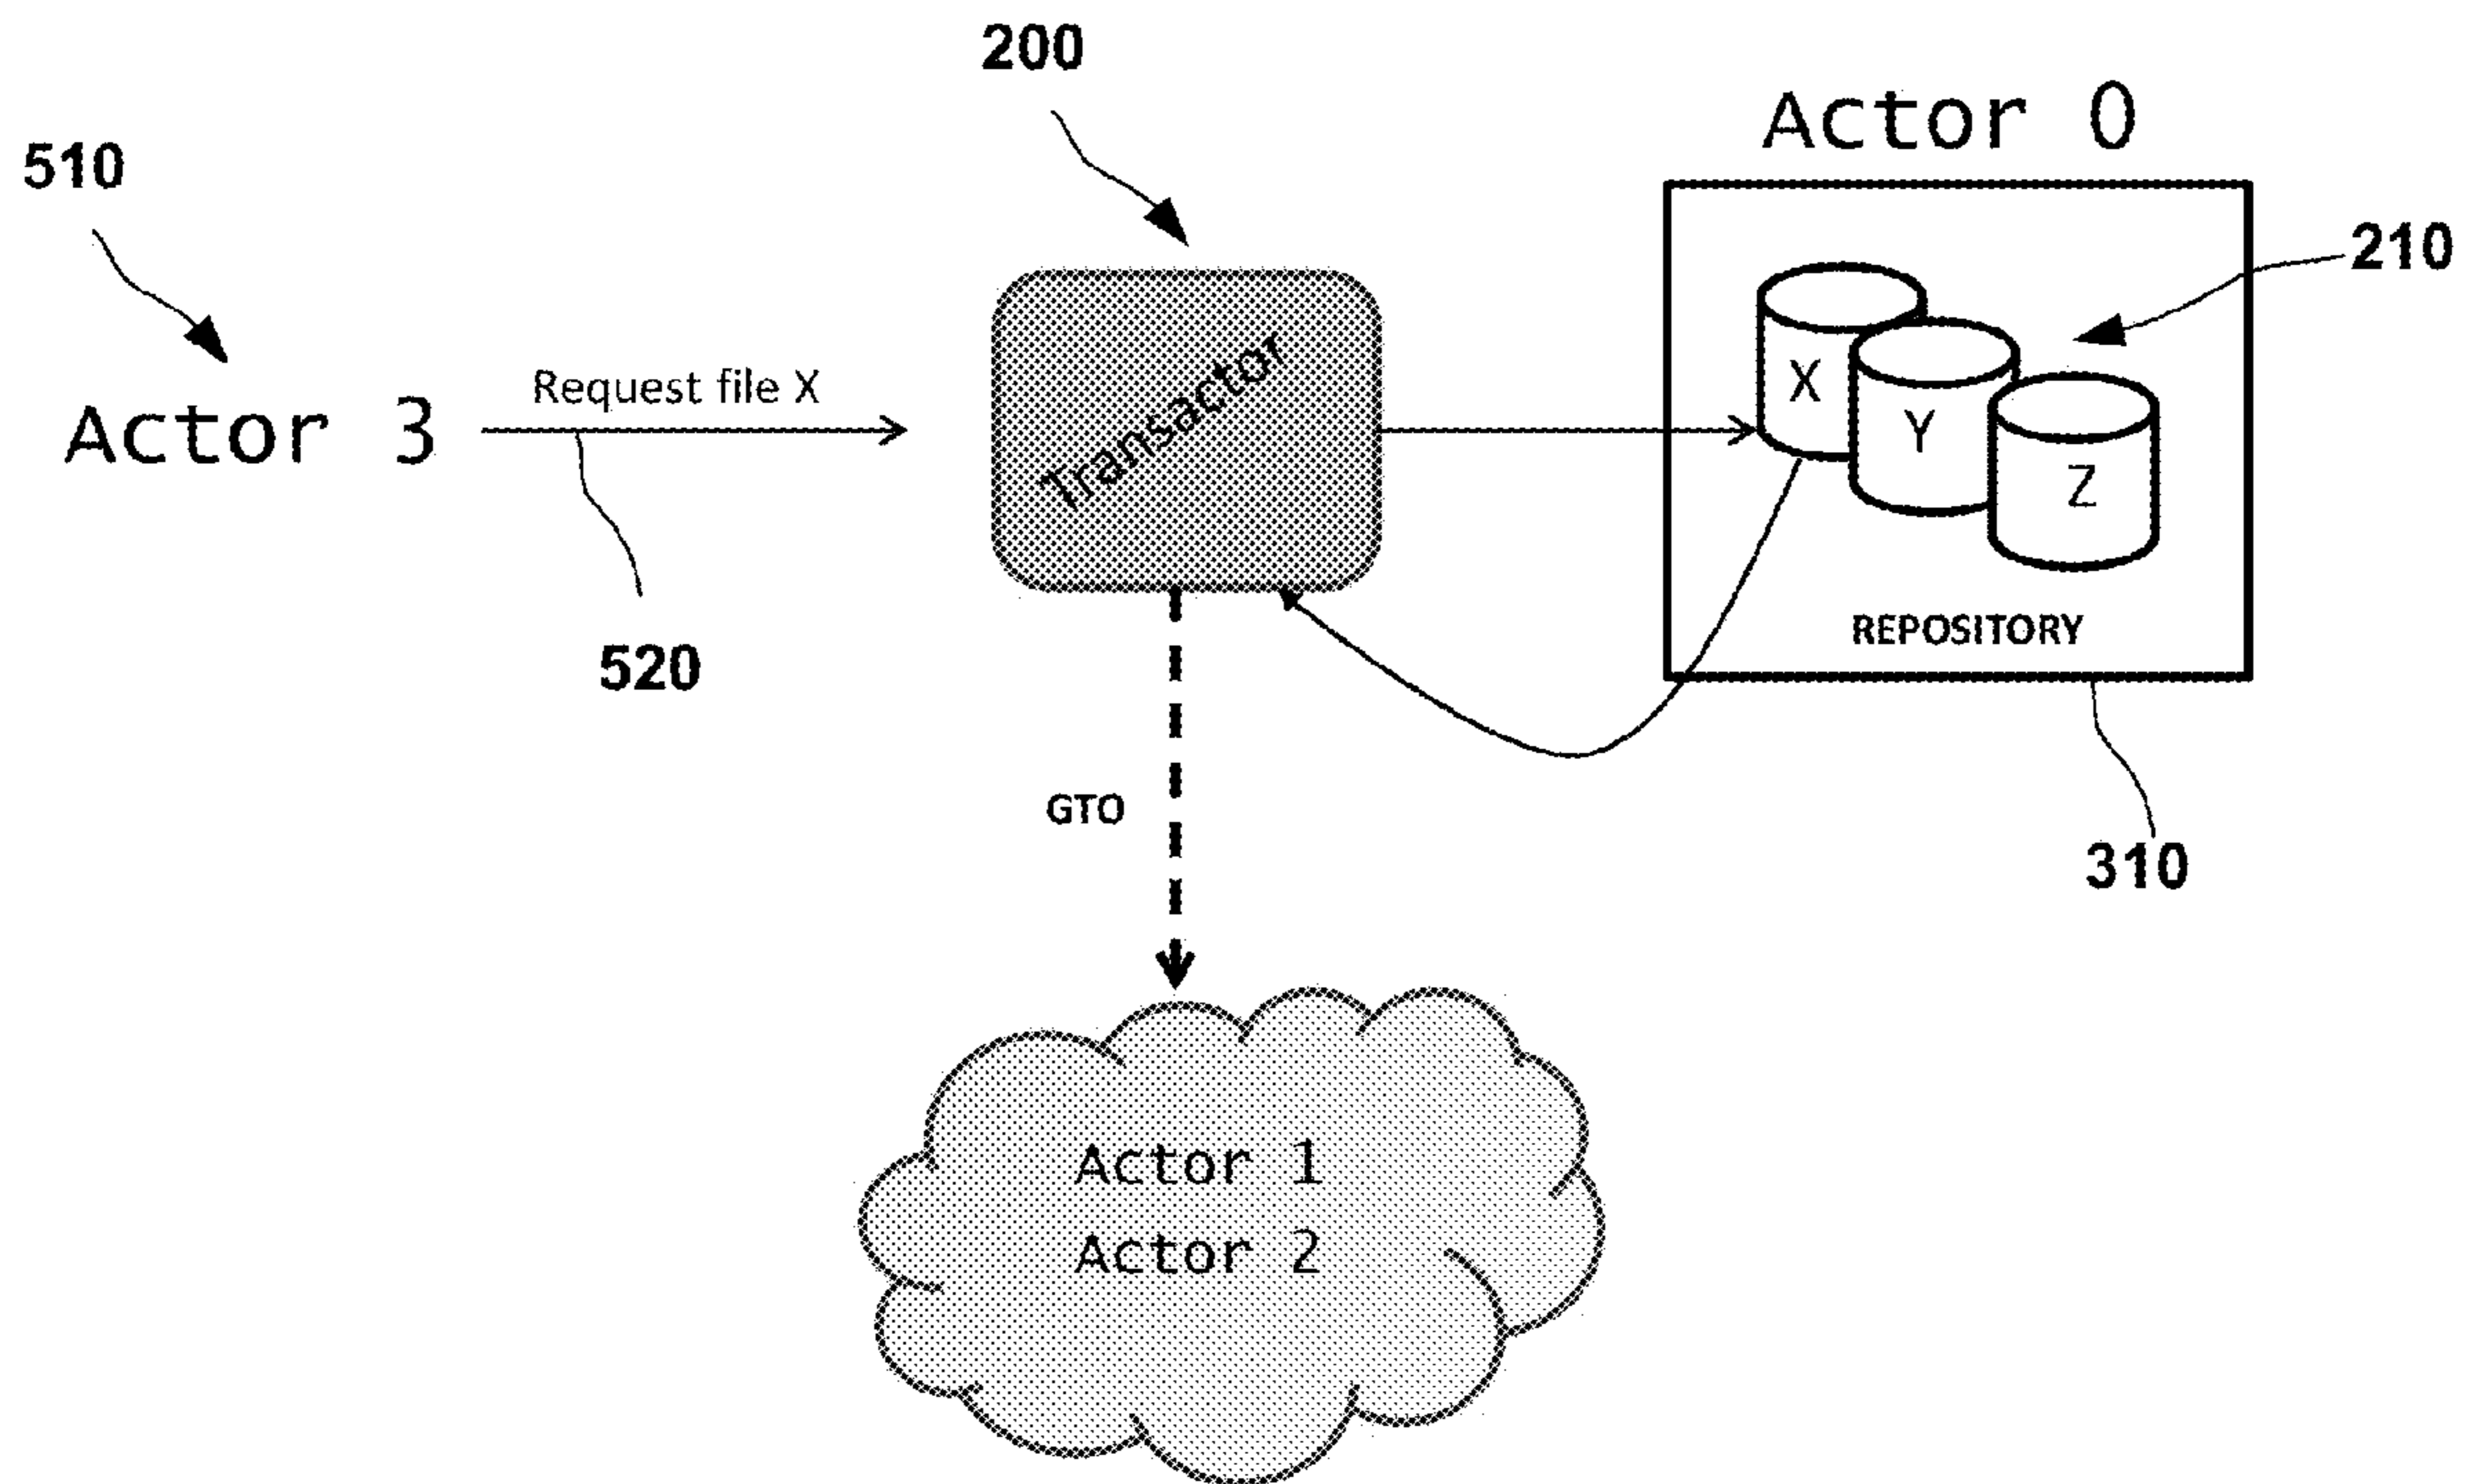 200
Actor 0
510
210
Request file X
Actor 3
Transactor
X
Y
Z
REPOSITORY
520
GTO
310
Actor 1
Actor 2